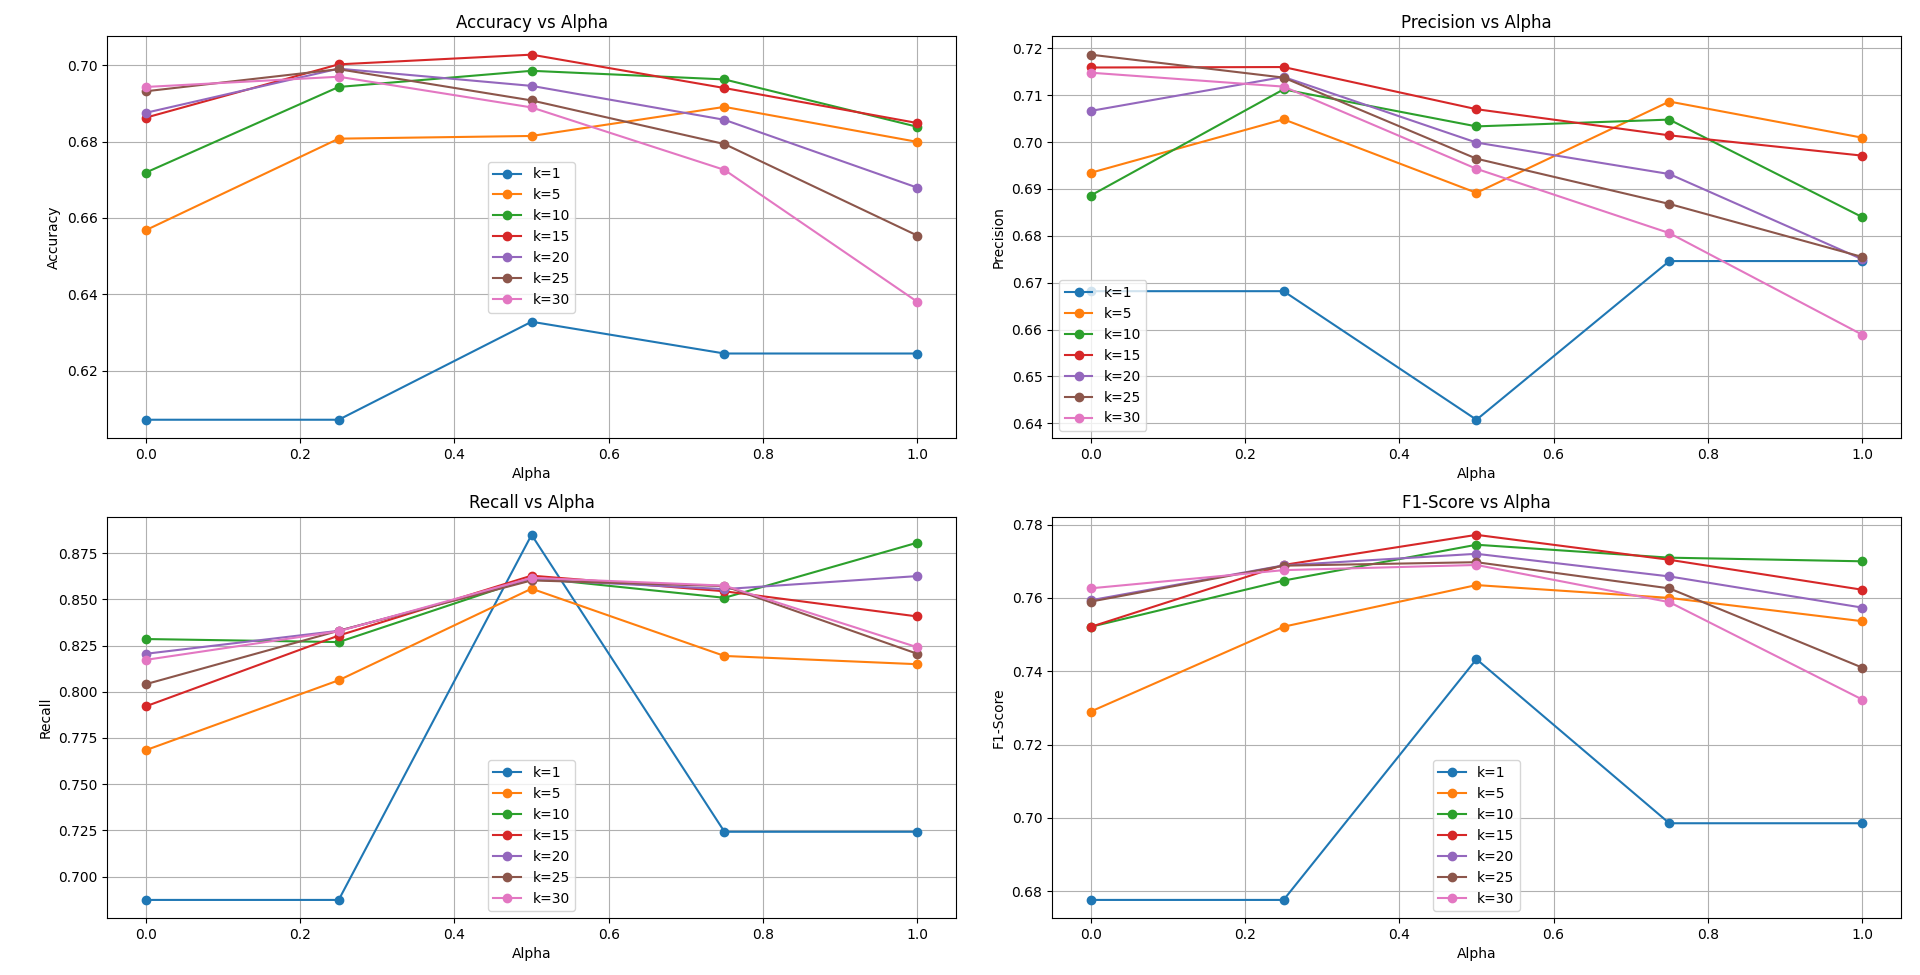 Accuracy vs Alpha
0.70
0.68
0.66
0.64
0.62
Accuracy
k=1
k=5
k=10
k=15
k=20
k=25
k=30
0.0 0.2 0.4 0.6 0.8 1.0
Alpha
Precision vs Alpha
0.72
0.71
0.70
0.69
0.68
0.67
0.66
0.65
0.64
Precision
k=1
k=5
k=10
k=15
k=20
k=25
k=30
0.0 0.2 0.4 0.6 0.8 1.0
Alpha
Recall vs Alpha
0.875
0.850
0.825
0.800
0.775
0.750
0.725
0.700
Recall
k=1
k=5
k=10
k=15
k=20
k=25
k=30
0.0 0.2 0.4 0.6 0.8 1.0
Alpha
F1-Score vs Alpha
0.78
0.76
0.74
0.72
0.70
0.68
F1-Score
k=1
k=5
k=10
k=15
k=20
k=25
k=30
0.0 0.2 0.4 0.6 0.8 1.0
Alpha